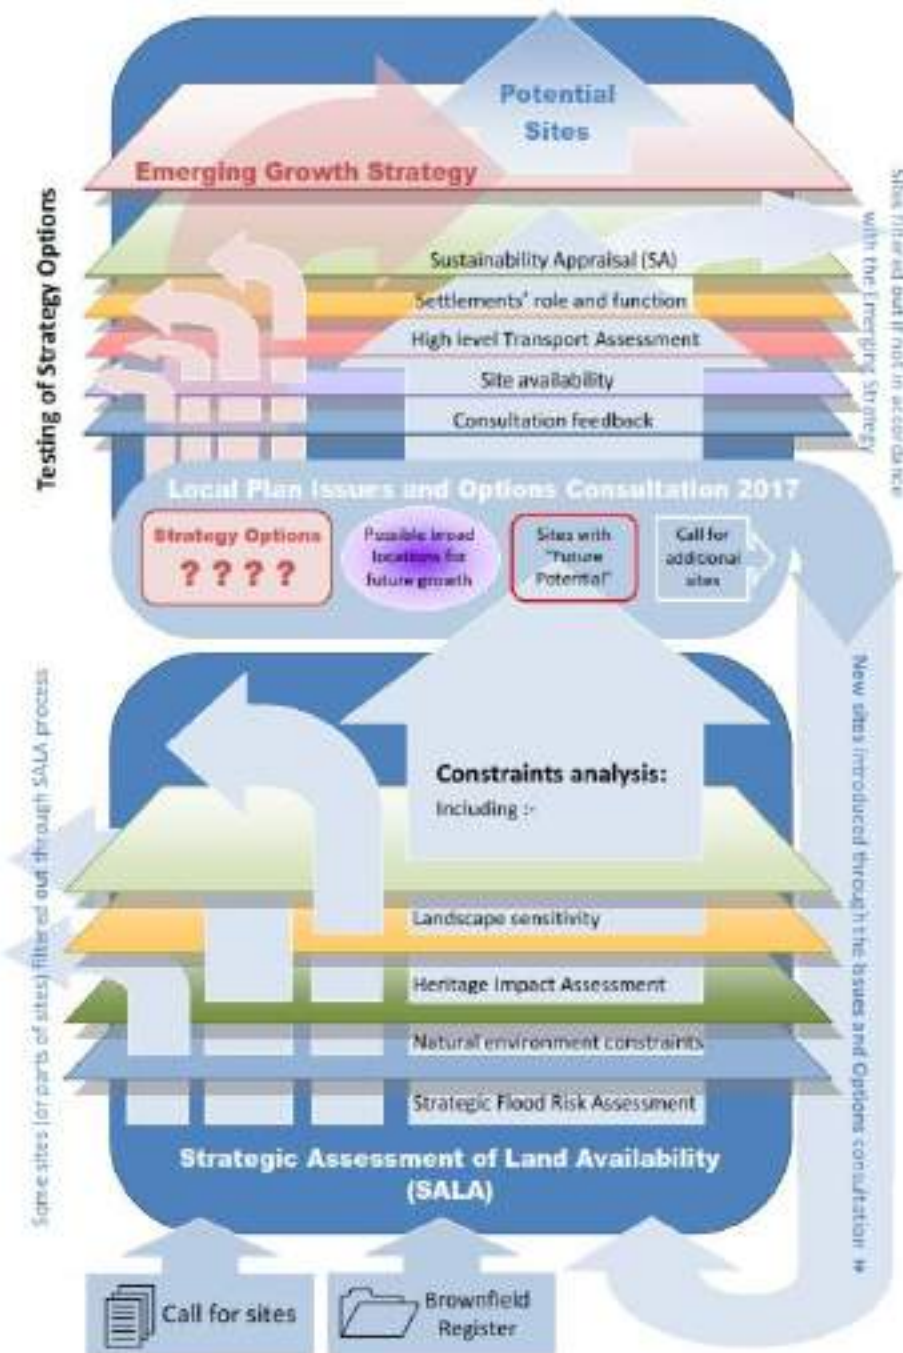 Potential
Sites
Emerging Growth Strategy
Testing of Strategy Options
Sites filtered out if not in accordance
with the Emerging Strategy
Sustainability Appraisal (SA)
Settlements' role and function
High level Transport Assessment
Site availability
Consultation feedback
Local Plan Issues and Options Consultation 2017
Strategy Options
? ? ? ?
Possible broad
locations for
future growth
Sites with
"Future
Potential"
Call for
additional
sites
Some sites (or parts of sites) filtered out through SALA process
New sites introduced through the Issues and Options consultation
Constraints analysis:
Including :-
Landscape sensitivity
Heritage Impact Assessment
Natural environment constraints
Strategic Flood Risk Assessment
Strategic Assessment of Land Availability
(SALA)
Call for sites
Brownfield
Register